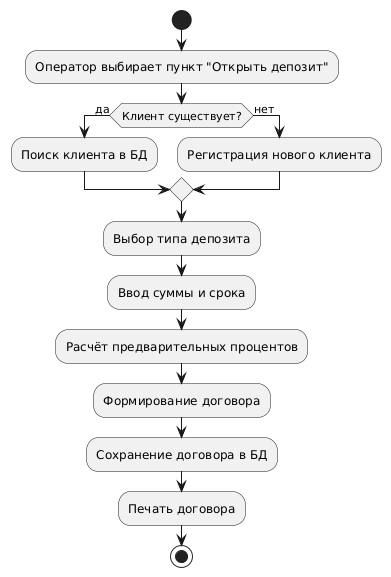 Оператор выбирает пункт "Открыть депозит"
да
Клиент существует?
нет
Поиск клиента в БД
Регистрация нового клиента
Выбор типа депозита
Ввод суммы и срока
Расчёт предварительных процентов
Формирование договора
Сохранение договора в БД
Печать договора